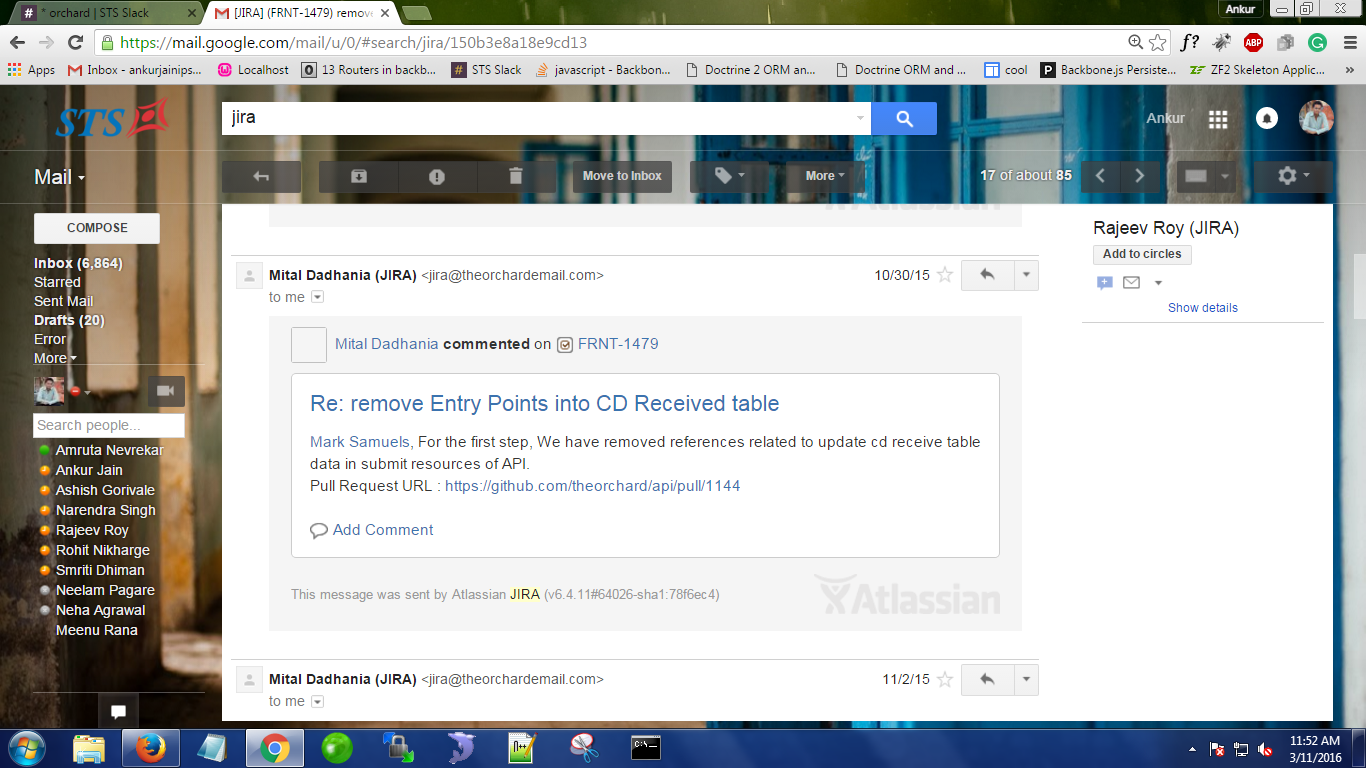 * orchard | STS Slack
[JIRA] (FRNT-1479) remov
Ankur
https://mail.google.com/mail/u/0/#search/jira/150b3e8a18e9cd13
f?
ABP
Apps
Inbox - ankurjainips...
Localhost
13 Routers in backb...
STS Slack
javascript - Backbon...
Doctrine 2 ORM an...
Doctrine ORM and ...
cool
Backbone.js Persiste...
ZF2 Skeleton Applic...
»
STS
jira
Ankur
Mail
Move to Inbox
More
17 of about 85
COMPOSE
Inbox (6,864)
Starred
Sent Mail
Drafts (20)
Error
More
Search people...
Amruta Nevrekar
Ankur Jain
Ashish Gorivale
Narendra Singh
Rajeev Roy
Rohit Nikharge
Smriti Dhiman
Neelam Pagare
Neha Agrawal
Meenu Rana
Atlassian
Mital Dadhania (JIRA) <jira@theorchardemail.com>
10/30/15
to me
Mital Dadhania commented on FRNT-1479
Re: remove Entry Points into CD Received table
Mark Samuels, For the first step, We have removed references related to update cd receive table
data in submit resources of API.
Pull Request URL : https://github.com/theorchard/api/pull/1144
Add Comment
This message was sent by Atlassian JIRA (v6.4.11#64026-sha1:78f6ec4)
Atlassian
Mital Dadhania (JIRA) <jira@theorchardemail.com>
11/2/15
to me
Rajeev Roy (JIRA)
Add to circles
Show details
C:\_
11:52 AM
3/11/2016